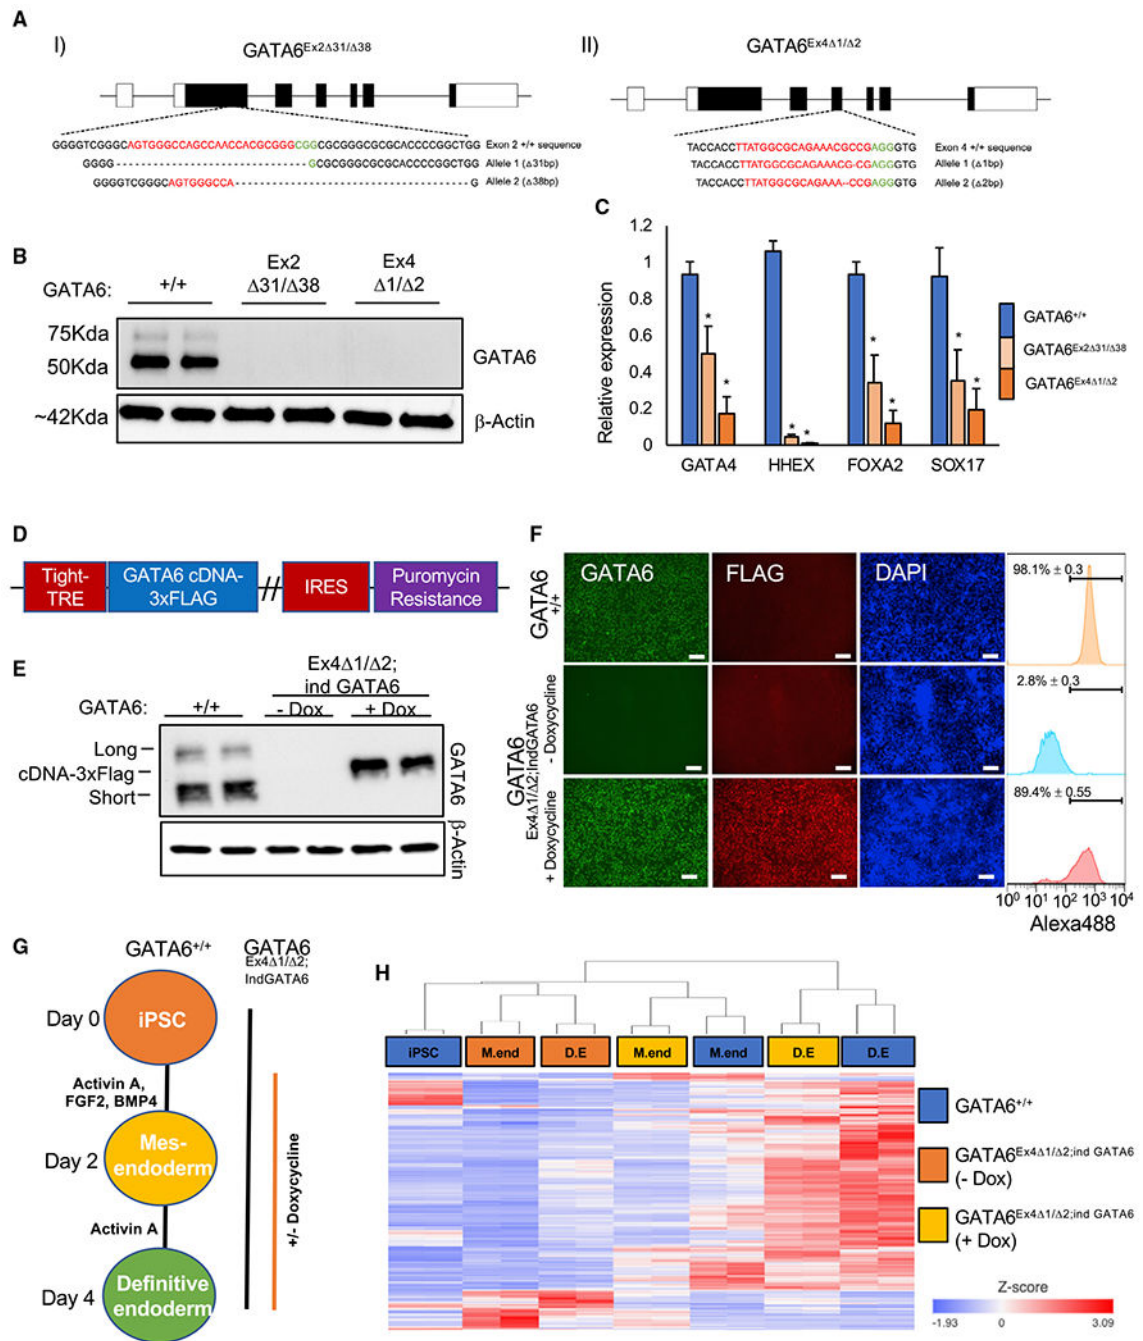 A
I)
GATA6Ex2Δ31/Δ38
GGGGTCGGGCAGTGGGCCAGCCAACCACGCGGGCGGCGCGGGCGCGCACCCCGGCTGG Exon 2 +/+ sequence
GGGG--------------------------------GCGCGGGCGCGCACCCCGGCTGG Allele 1 (Δ31bp)
GGGGTCGGGCAGTGGGCCA--------------------------------------G Allele 2 (Δ38bp)
II)
GATA6Ex4Δ1/Δ2
TACCACCTTATGGCGCAGAAACGCCGAGGGTG Exon 4 +/+ sequence
TACCACCTTATGGCGCAGAAACGCG-CGAGGGTG Allele 1 (Δ1bp)
TACCACCTTATGGCGCAGAAA--CCGAGGGTG Allele 2 (Δ2bp)
B
GATA6:
+/+
Ex2
Δ31/Δ38
Ex4
Δ1/Δ2
75Kda
50Kda
GATA6
~42Kda
β-Actin
C
Relative expression
1.2
1
0.8
0.6
0.4
0.2
0
* * * * * * * *
GATA4 HHEX FOXA2 SOX17
GATA6+/+
GATA6Ex2Δ31/Δ38
GATA6Ex4Δ1/Δ2
D
Tight-
TRE
GATA6 cDNA-
3xFLAG
//
IRES
Puromycin
Resistance
E
Ex4Δ1/Δ2;
ind GATA6
GATA6: +/+ - Dox + Dox
Long
cDNA-3xFlag
Short
GATA6
β-Actin
F
GATA6 FLAG DAPI
GATA6
+/+
GATA6
Ex4Δ1/Δ2;IndGATA6
- Doxycycline
+ Doxycycline
98.1% ± 0.3
2.8% ± 0.3
89.4% ± 0.55
10⁰ 10¹ 10² 10³ 10⁴
Alexa488
G
GATA6+/+
GATA6
Ex4Δ1/Δ2;
IndGATA6
Day 0
iPSC
Activin A,
FGF2, BMP4
Day 2
Mes-
endoderm
Activin A
Day 4
Definitive
endoderm
+/- Doxycycline
H
iPSC M.end D.E M.end M.end D.E D.E
GATA6+/+
GATA6Ex4Δ1/Δ2;ind GATA6
(- Dox)
GATA6Ex4Δ1/Δ2;ind GATA6
(+ Dox)
Z-score
-1.93 0 3.09